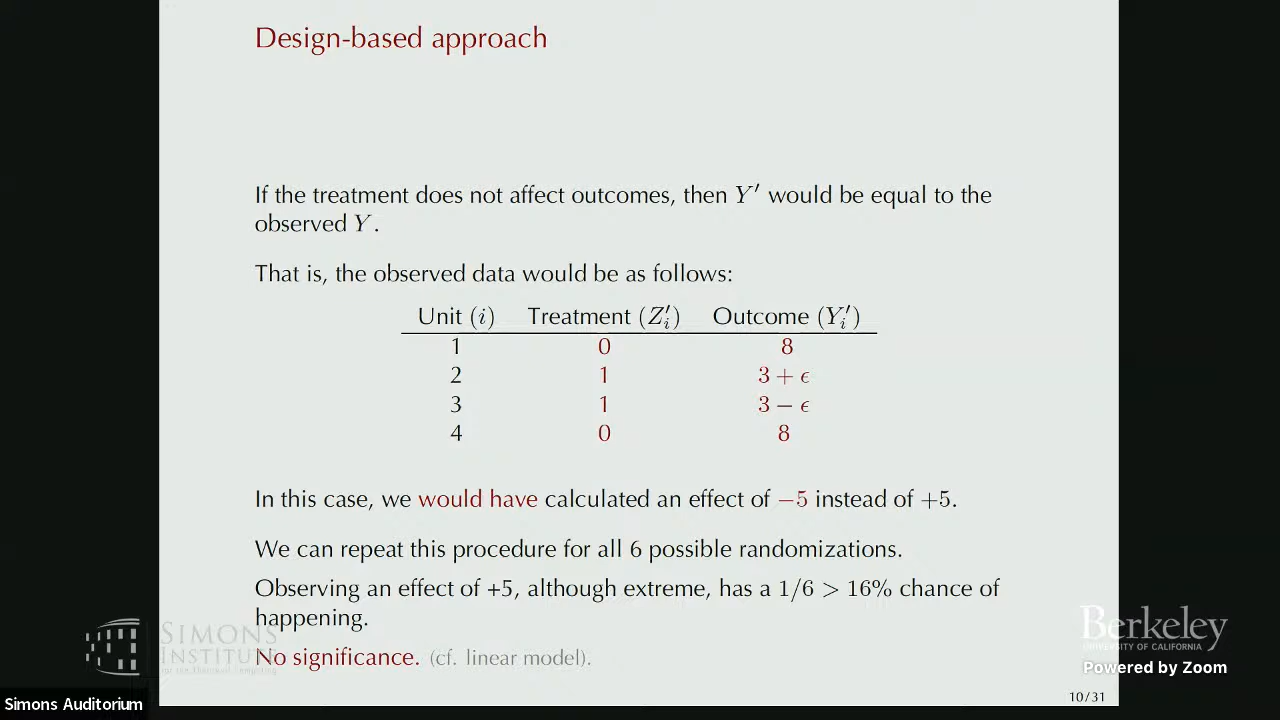 Design-based approach
If the treatment does not affect outcomes, then Y′ would be equal to the
observed Y.
That is, the observed data would be as follows:
Unit (i) Treatment (Z′ᵢ) Outcome (Y′ᵢ)
1 0 8
2 1 3 + ϵ
3 1 3 − ϵ
4 0 8
In this case, we would have calculated an effect of −5 instead of +5.
We can repeat this procedure for all 6 possible randomizations.
Observing an effect of +5, although extreme, has a 1/6 > 16% chance of
happening.
No significance. (cf. linear model).
SIMONS
INSTITUTE
Berkeley
UNIVERSITY OF CALIFORNIA
Powered by Zoom
Simons Auditorium
10/31